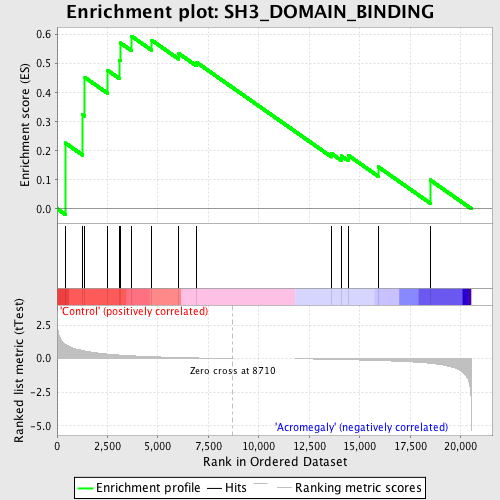 Enrichment plot: SH3_DOMAIN_BINDING
Enrichment score (ES)
0.6
0.5
0.4
0.3
0.2
0.1
0.0
'Control' (positively correlated)
Ranked list metric (tTest)
2.5
0.0
-2.5
-5.0
Zero cross at 8710
'Acromegaly' (negatively correlated)
0 2,500 5,000 7,500 10,000 12,500 15,000 17,500 20,000
Rank in Ordered Dataset
Enrichment profile Hits Ranking metric scores